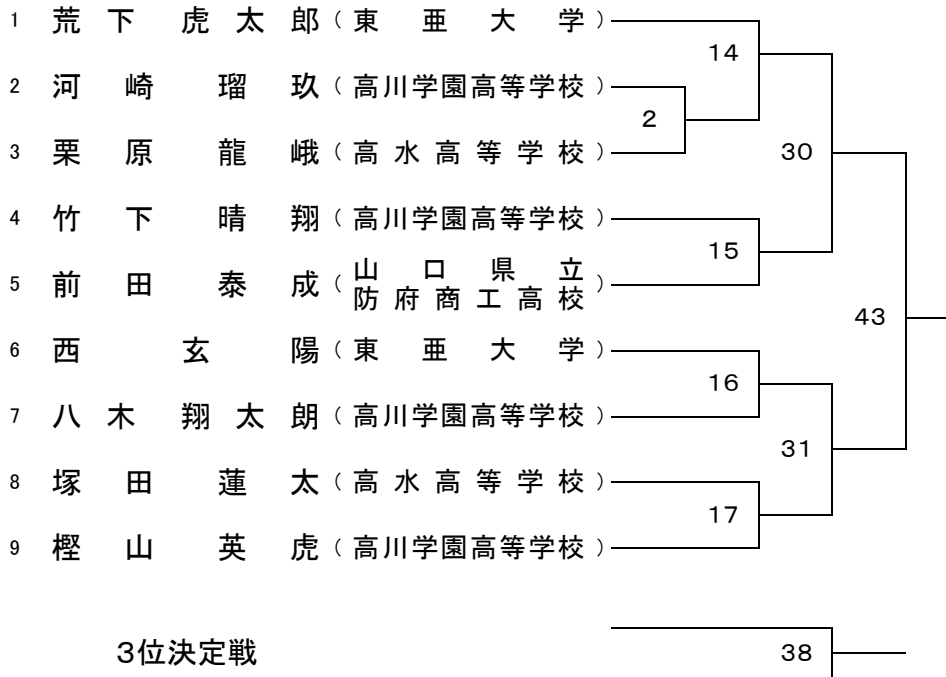 1 荒下 虎太郎 (東亜大学)
14
2 河崎 瑠玖 (高川学園高等学校)
2
3 栗原 龍峨 (高水高等学校)
30
4 竹下 晴翔 (高川学園高等学校)
15
5 前田 泰成 (山口県立
防府商工高校)
43
6 西 玄陽 (東亜大学)
16
7 八木 翔太朗 (高川学園高等学校)
31
8 塚田 蓮太 (高水高等学校)
17
9 樫山 英虎 (高川学園高等学校)
3位決定戦
38